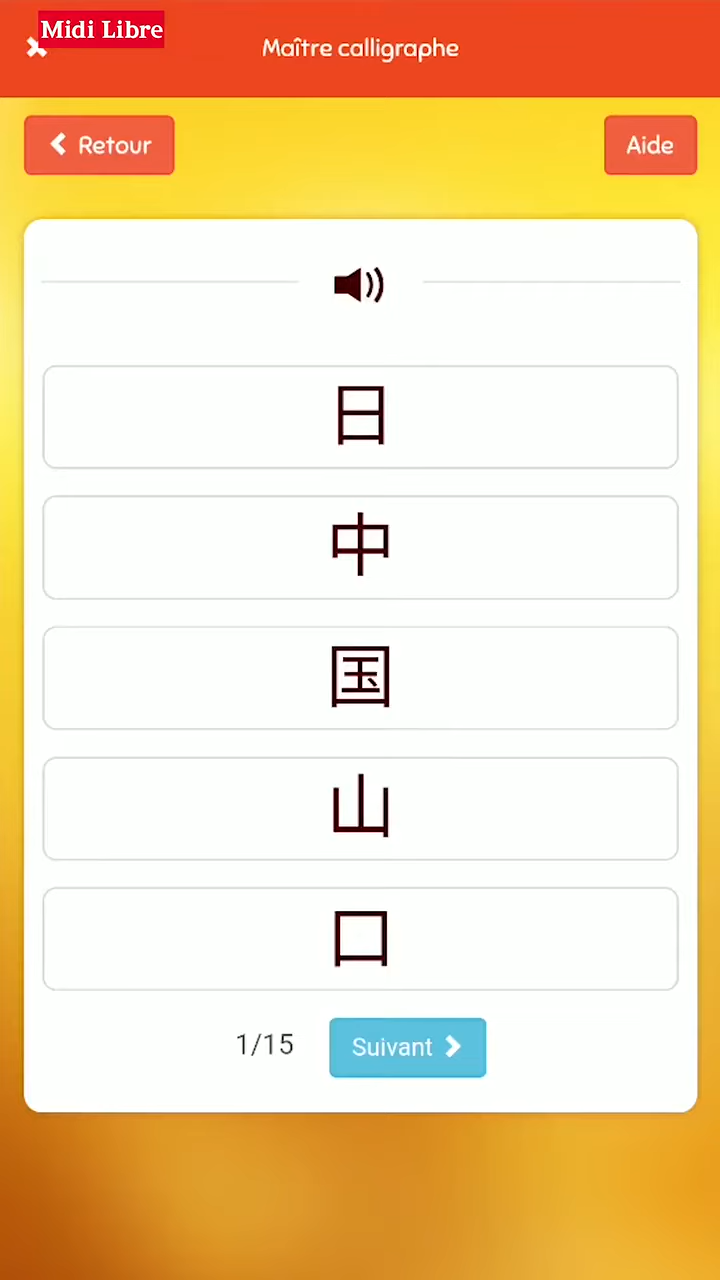 Midi Libre
Maître calligraphe
Retour
Aide
日
中
国
山
口
1/15
Suivant